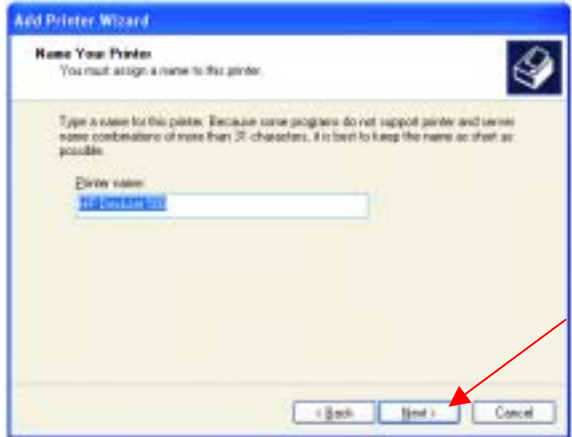 Add Printer Wizard
Name Your Printer
You must assign a name to this printer.
Type a name for this printer. Because some programs do not support printer and server
name combinations of more than 31 characters, it is best to keep the name as short as
possible.
Printer name:
HP DeskJet 500
< Back
Next >
Cancel